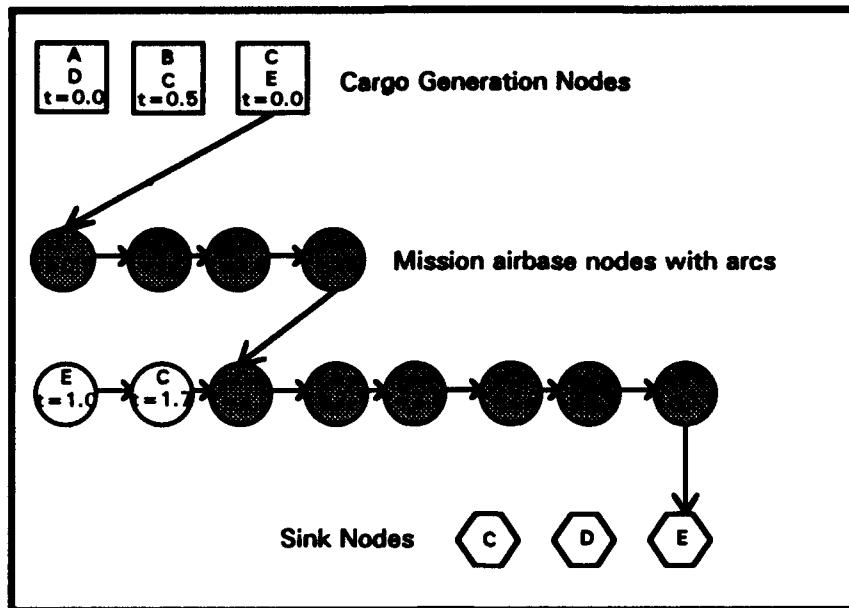 A
D
t=0.0
B
C
t=0.5
C
E
t=0.0
Cargo Generation Nodes
Mission airbase nodes with arcs
E
t=1.0
C
t=1.7
Sink Nodes
C
D
E